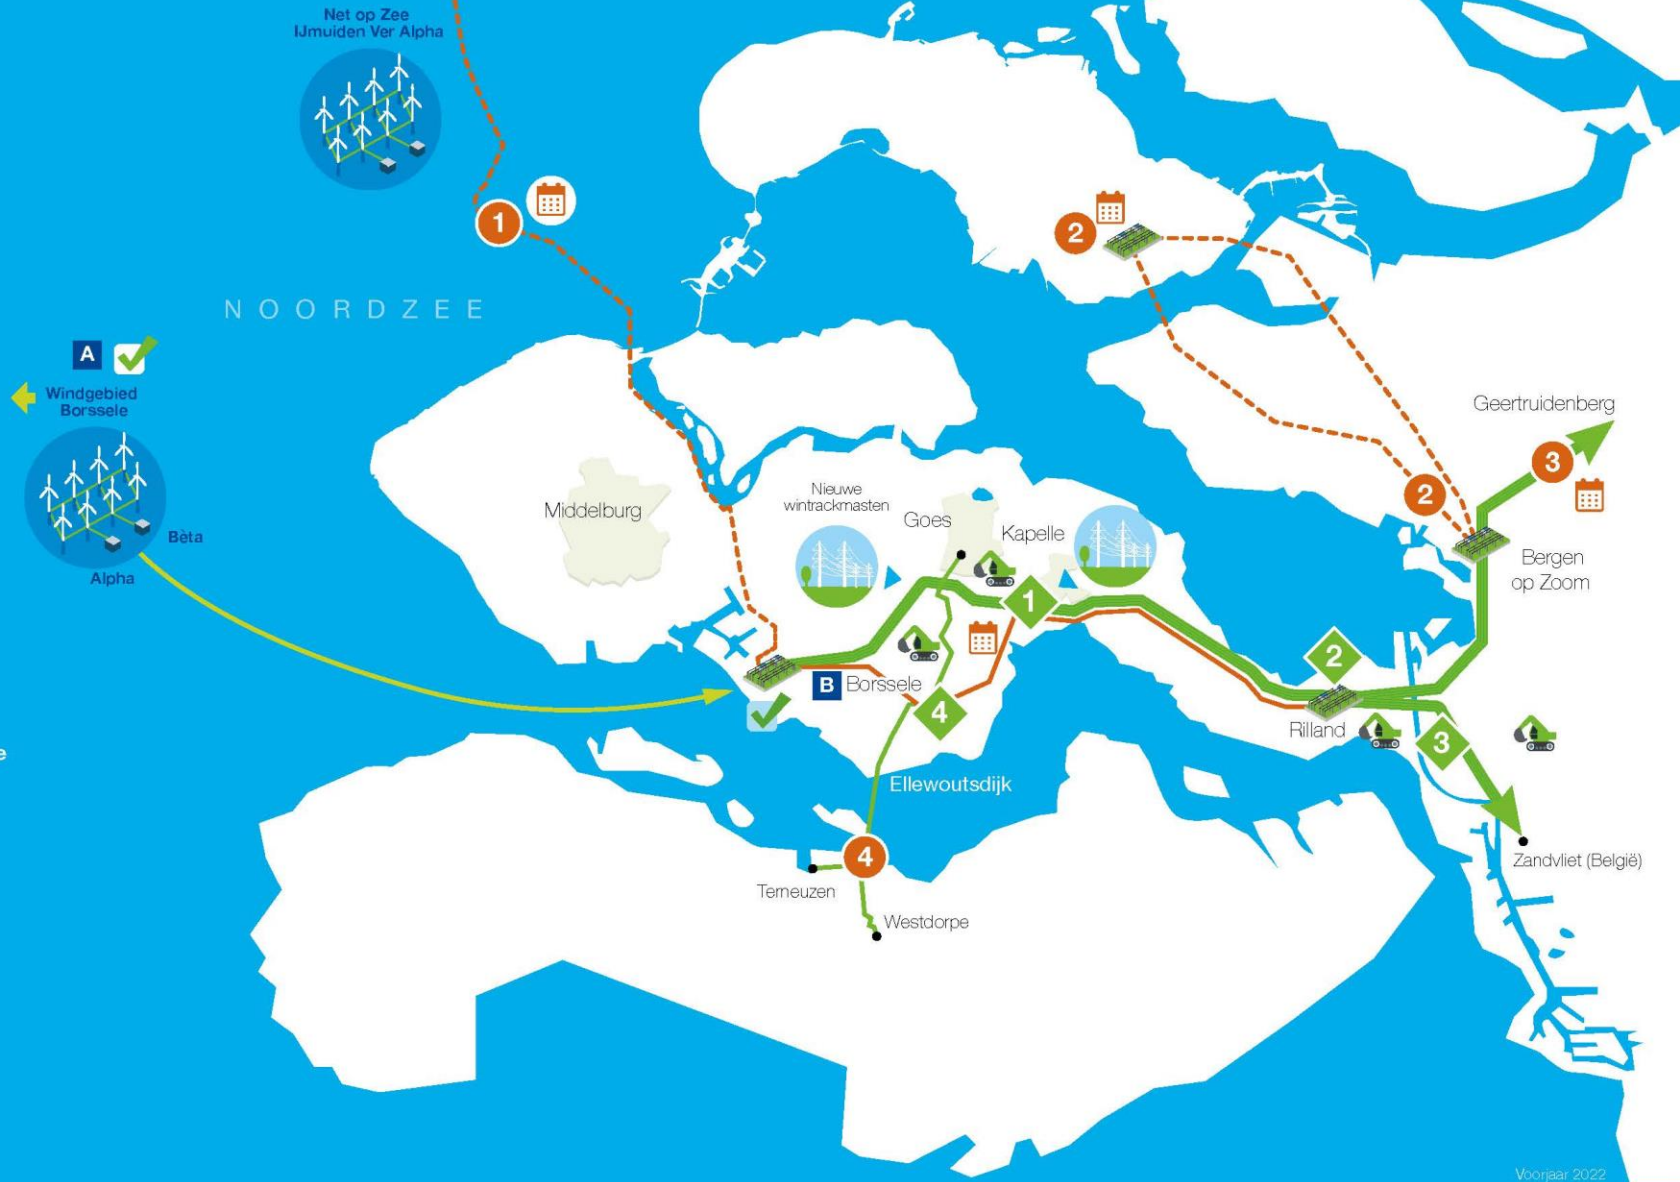 Net op Zee
IJmuiden Ver Alpha
1
2
NOORDZEE
A
Windgebied
Borssele
Bèta
Alpha
Geertruidenberg
3
2
Middelburg
Nieuwe
wintrackmasten
Goes
Kapelle
Bergen
op Zoom
1
2
B
Borssele
4
Rilland
3
e
Ellewoutsdijk
4
Terneuzen
Westdorpe
Zandvliet (België)
Voorjaar 2022